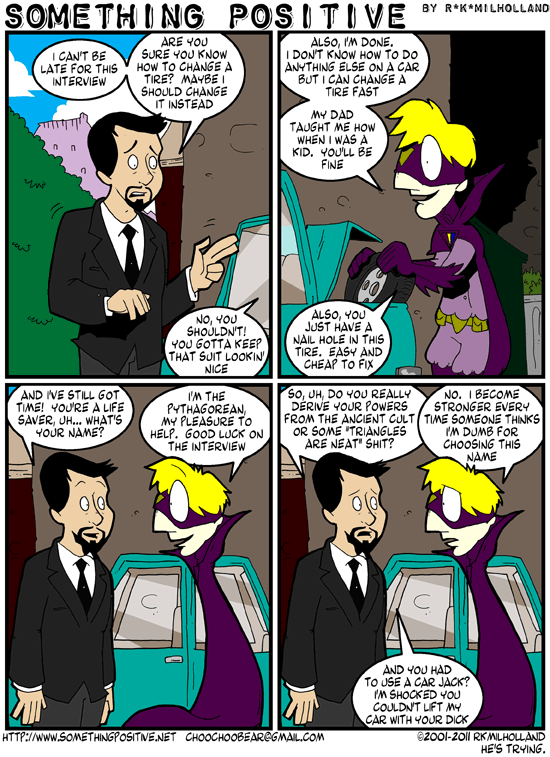 SOMETHING POSITIVE BY R*K*MILHOLLAND
I CAN'T BE
LATE FOR THIS
INTERVIEW
ARE YOU
SURE YOU KNOW
HOW TO CHANGE A
TIRE? MAYBE I
SHOULD CHANGE
IT INSTEAD
NO, YOU
SHOULDN'T!
YOU GOTTA KEEP
THAT SUIT LOOKIN'
NICE
ALSO, I'M DONE.
I DON'T KNOW HOW TO DO
ANYTHING ELSE ON A CAR
BUT I CAN CHANGE A
TIRE FAST
MY DAD
TAUGHT ME HOW
WHEN I WAS A
KID. YOU'LL BE
FINE
ALSO, YOU
JUST HAVE A
NAIL HOLE IN THIS
TIRE. EASY AND
CHEAP TO FIX
AND I'VE STILL GOT
TIME! YOU'RE A LIFE
SAVER, UH... WHAT'S
YOUR NAME?
I'M THE
PYTHAGOREAN,
MY PLEASURE TO
HELP. GOOD LUCK ON
THE INTERVIEW
SO, UH, DO YOU REALLY
DERIVE YOUR POWERS
FROM THE ANCIENT CULT
OR SOME "TRIANGLES
ARE NEAT" SHIT?
NO. I BECOME
STRONGER EVERY
TIME SOMEONE THINKS
I'M DUMB FOR
CHOOSING THIS
NAME
AND YOU HAD
TO USE A CAR JACK?
I'M SHOCKED YOU
COULDN'T LIFT MY
CAR WITH YOUR DICK
HTTP://WWW.SOMETHINGPOSITIVE.NET CHOOCHOOBEAR@GMAIL.COM ©2001-2011 RKMILHOLLAND
HE'S TRYING.